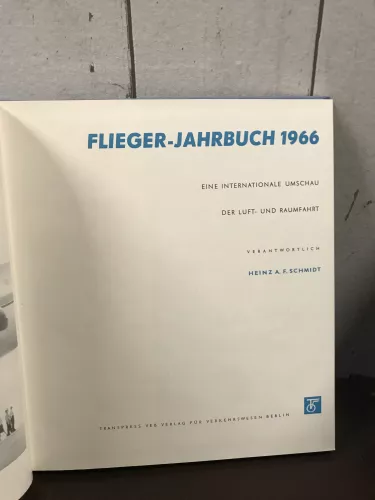 FLIEGER-JAHRBUCH 1966
EINE INTERNATIONALE UMSCHAU
DER LUFT- UND RAUMFAHRT
VERANTWORTLICH
HEINZ A. F. SCHMIDT
TRANSPRESS VEB VERLAG FÜR VERKEHRSWESEN BERLIN